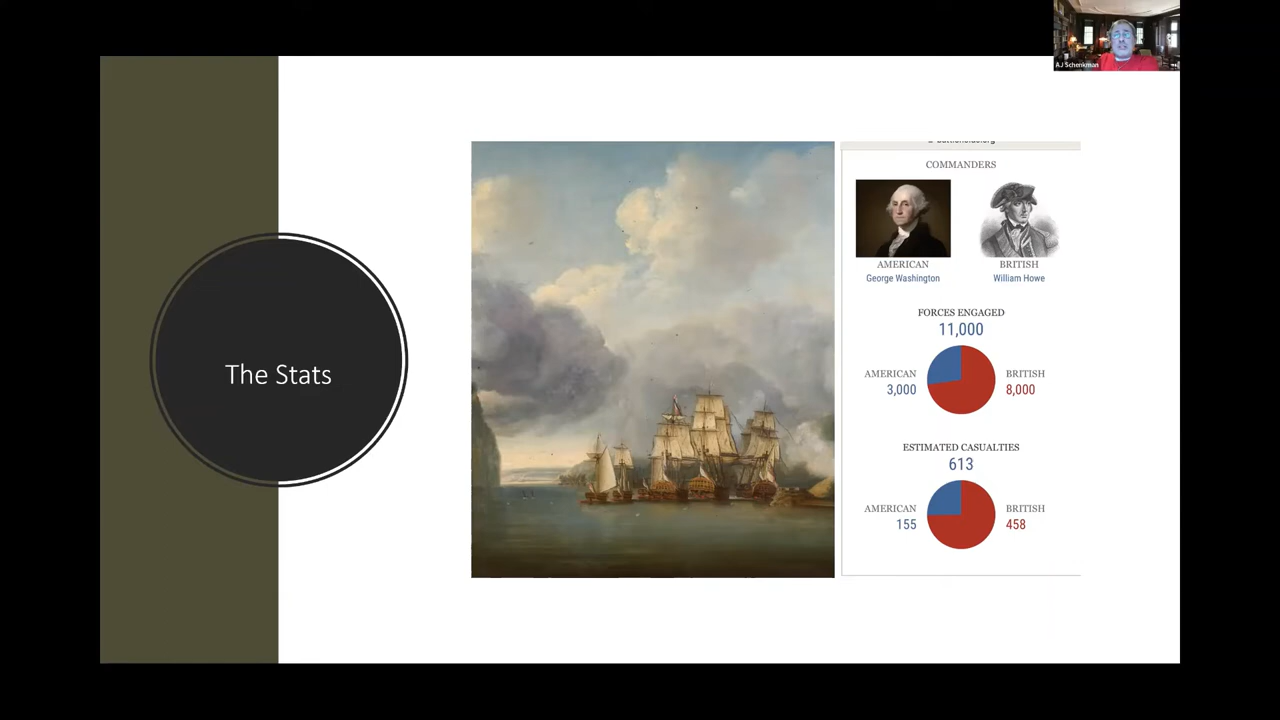 AJ Schenkman
The Stats
COMMANDERS
AMERICAN
George Washington
BRITISH
William Howe
FORCES ENGAGED
11,000
AMERICAN
3,000
BRITISH
8,000
ESTIMATED CASUALTIES
613
AMERICAN
155
BRITISH
458